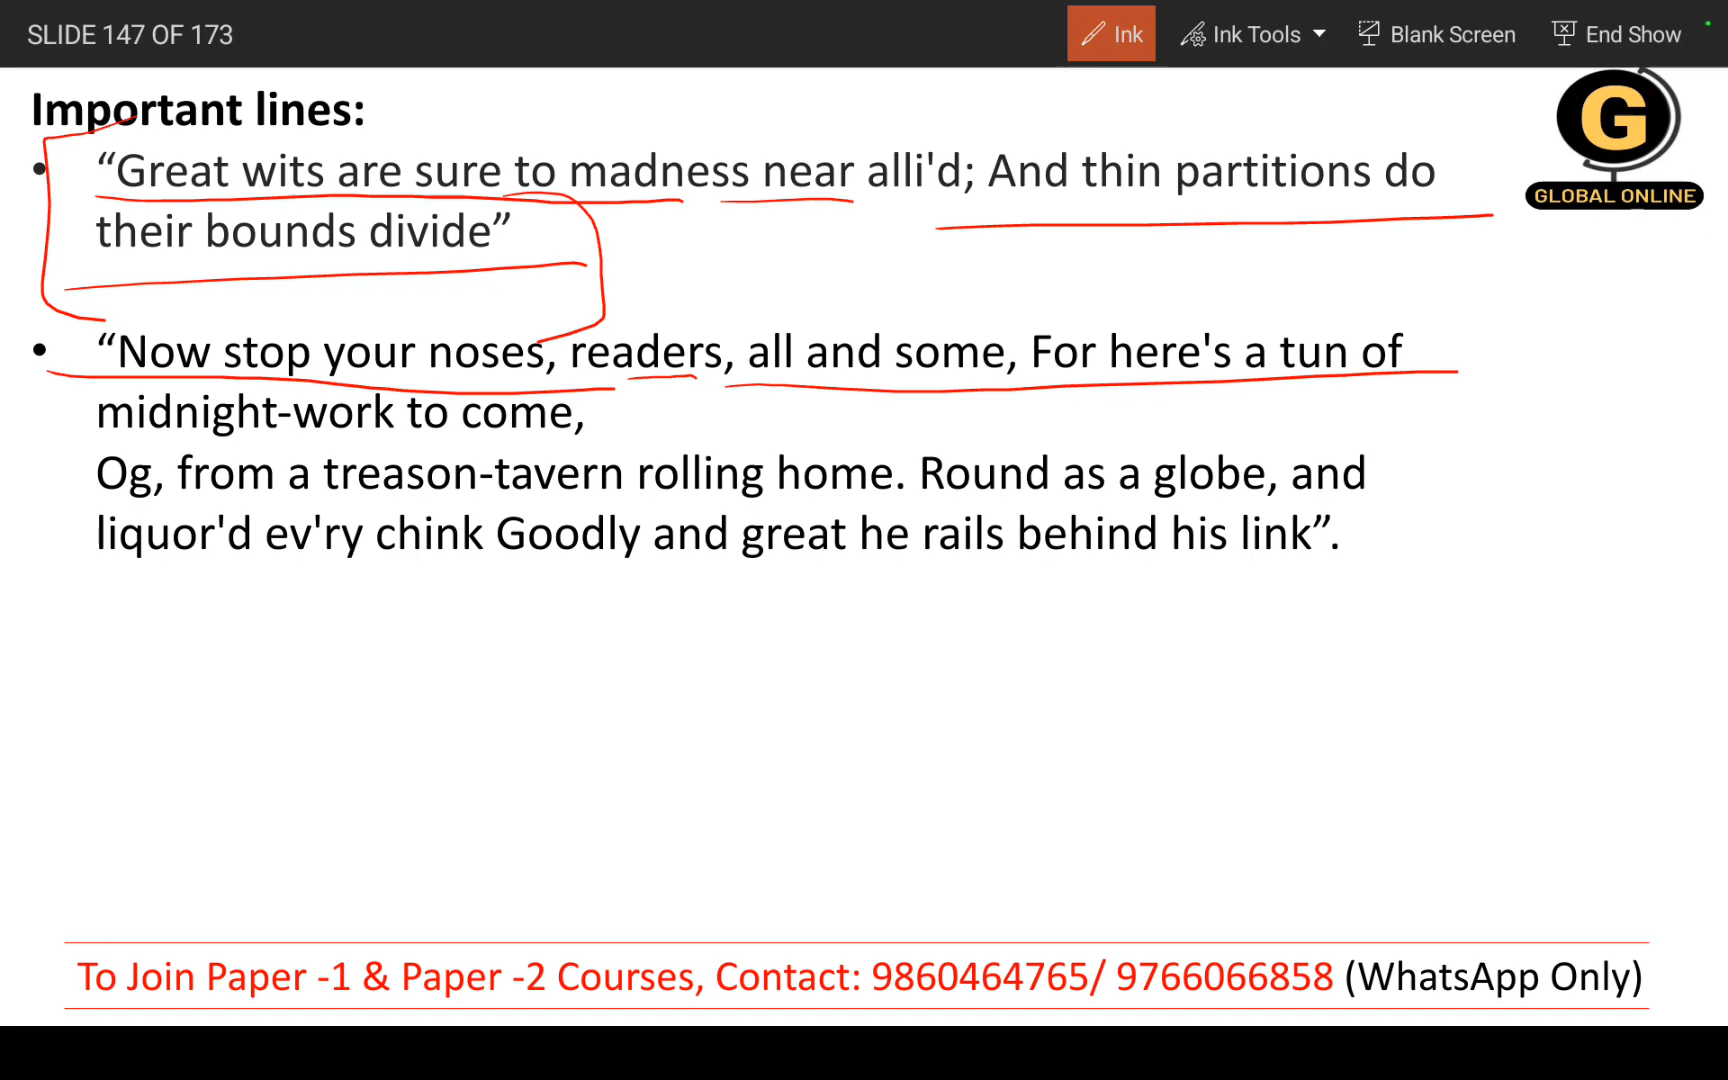 SLIDE 147 OF 173
Ink
Ink Tools
Blank Screen
End Show
Important lines:
G
GLOBAL ONLINE
• “Great wits are sure to madness near alli'd; And thin partitions do
their bounds divide”
• “Now stop your noses, readers, all and some, For here's a tun of
midnight-work to come,
Og, from a treason-tavern rolling home. Round as a globe, and
liquor'd ev'ry chink Goodly and great he rails behind his link”.
To Join Paper -1 & Paper -2 Courses, Contact: 9860464765/ 9766066858 (WhatsApp Only)